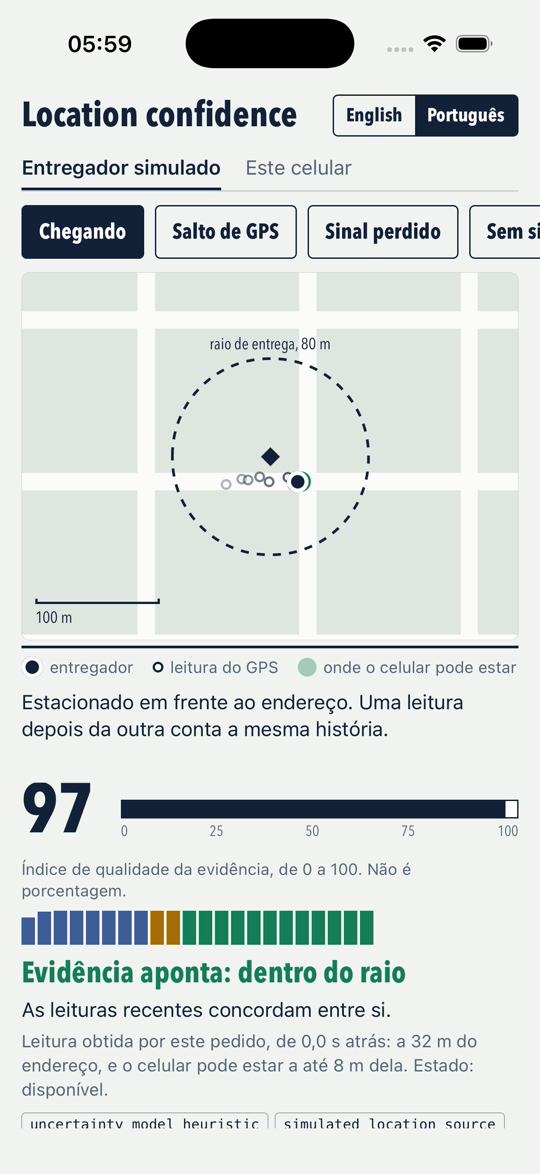 05:59
Location confidence
English
Português
Entregador simulado
Este celular
Chegando
Salto de GPS
Sinal perdido
Sem si
raio de entrega, 80 m
100 m
entregador
leitura do GPS
onde o celular pode estar
Estacionado em frente ao endereço. Uma leitura
depois da outra conta a mesma história.
97
0
25
50
75
100
Índice de qualidade da evidência, de 0 a 100. Não é
porcentagem.
Evidência aponta: dentro do raio
As leituras recentes concordam entre si.
Leitura obtida por este pedido, de 0,0 s atrás: a 32 m do
endereço, e o celular pode estar a até 8 m dela. Estado:
disponível.
uncertainty model heuristic
simulated location source